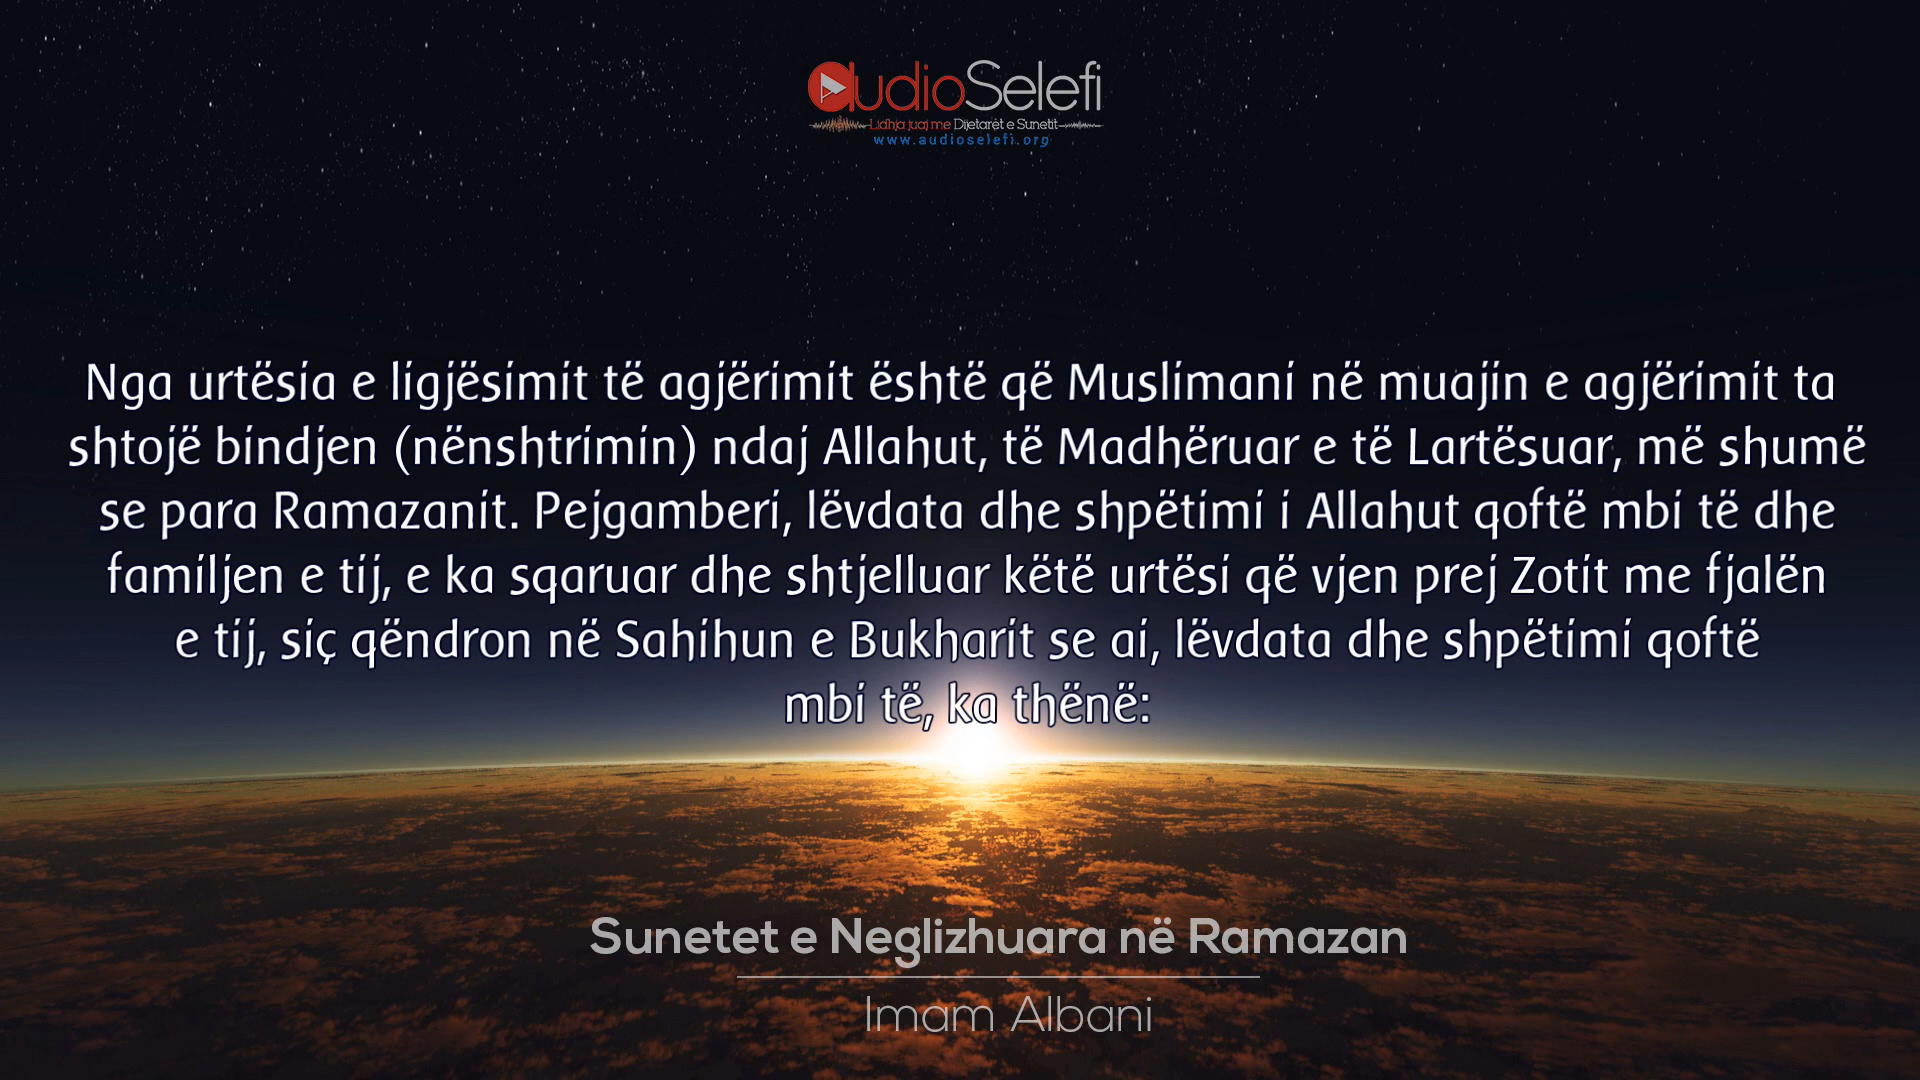 audioSelefi
Lidhja juaj me Dijetarët e Sunetit
www.audioselefi.org
Nga urtësia e ligjësimit të agjërimit është që Muslimani në muajin e agjërimit ta
shtojë bindjen (nënshtrimin) ndaj Allahut, të Madhëruar e të Lartësuar, më shumë
se para Ramazanit. Pejgamberi, lëvdata dhe shpëtimi i Allahut qoftë mbi të dhe
familjen e tij, e ka sqaruar dhe shtjelluar këtë urtësi që vjen prej Zotit me fjalën
e tij, siç qëndron në Sahihun e Bukharit se ai, lëvdata dhe shpëtimi qoftë
mbi të, ka thënë:
Sunetet e Neglizhuara në Ramazan
Imam Albani